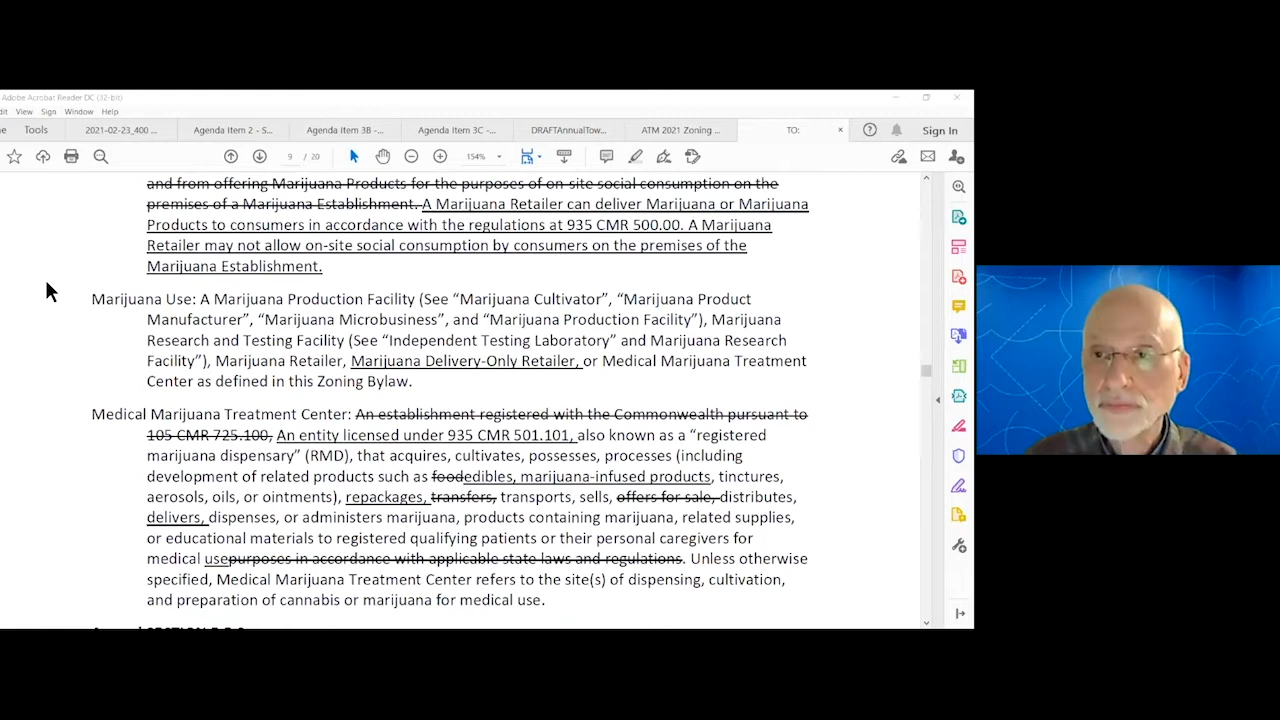 Adobe Acrobat Reader DC (32-bit)
dit View Sign Window Help
Tools 2021-02-23_400 ... Agenda Item 2 - S... Agenda Item 3B -... Agenda Item 3C -... DRAFTAnnualTow... ATM 2021 Zoning ... TO: × Sign In
9 / 20 154%
and from offering Marijuana Products for the purposes of on-site social consumption on the
premises of a Marijuana Establishment. A Marijuana Retailer can deliver Marijuana or Marijuana
Products to consumers in accordance with the regulations at 935 CMR 500.00. A Marijuana
Retailer may not allow on-site social consumption by consumers on the premises of the
Marijuana Establishment.
Marijuana Use: A Marijuana Production Facility (See “Marijuana Cultivator”, “Marijuana Product
Manufacturer”, “Marijuana Microbusiness”, and “Marijuana Production Facility”), Marijuana
Research and Testing Facility (See “Independent Testing Laboratory” and Marijuana Research
Facility”), Marijuana Retailer, Marijuana Delivery-Only Retailer, or Medical Marijuana Treatment
Center as defined in this Zoning Bylaw.
Medical Marijuana Treatment Center: An establishment registered with the Commonwealth pursuant to
105 CMR 725.100, An entity licensed under 935 CMR 501.101, also known as a “registered
marijuana dispensary” (RMD), that acquires, cultivates, possesses, processes (including
development of related products such as foodedibles, marijuana-infused products, tinctures,
aerosols, oils, or ointments), repackages, transfers, transports, sells, offers for sale, distributes,
delivers, dispenses, or administers marijuana, products containing marijuana, related supplies,
or educational materials to registered qualifying patients or their personal caregivers for
medical usepurposes in accordance with applicable state laws and regulations. Unless otherwise
specified, Medical Marijuana Treatment Center refers to the site(s) of dispensing, cultivation,
and preparation of cannabis or marijuana for medical use.